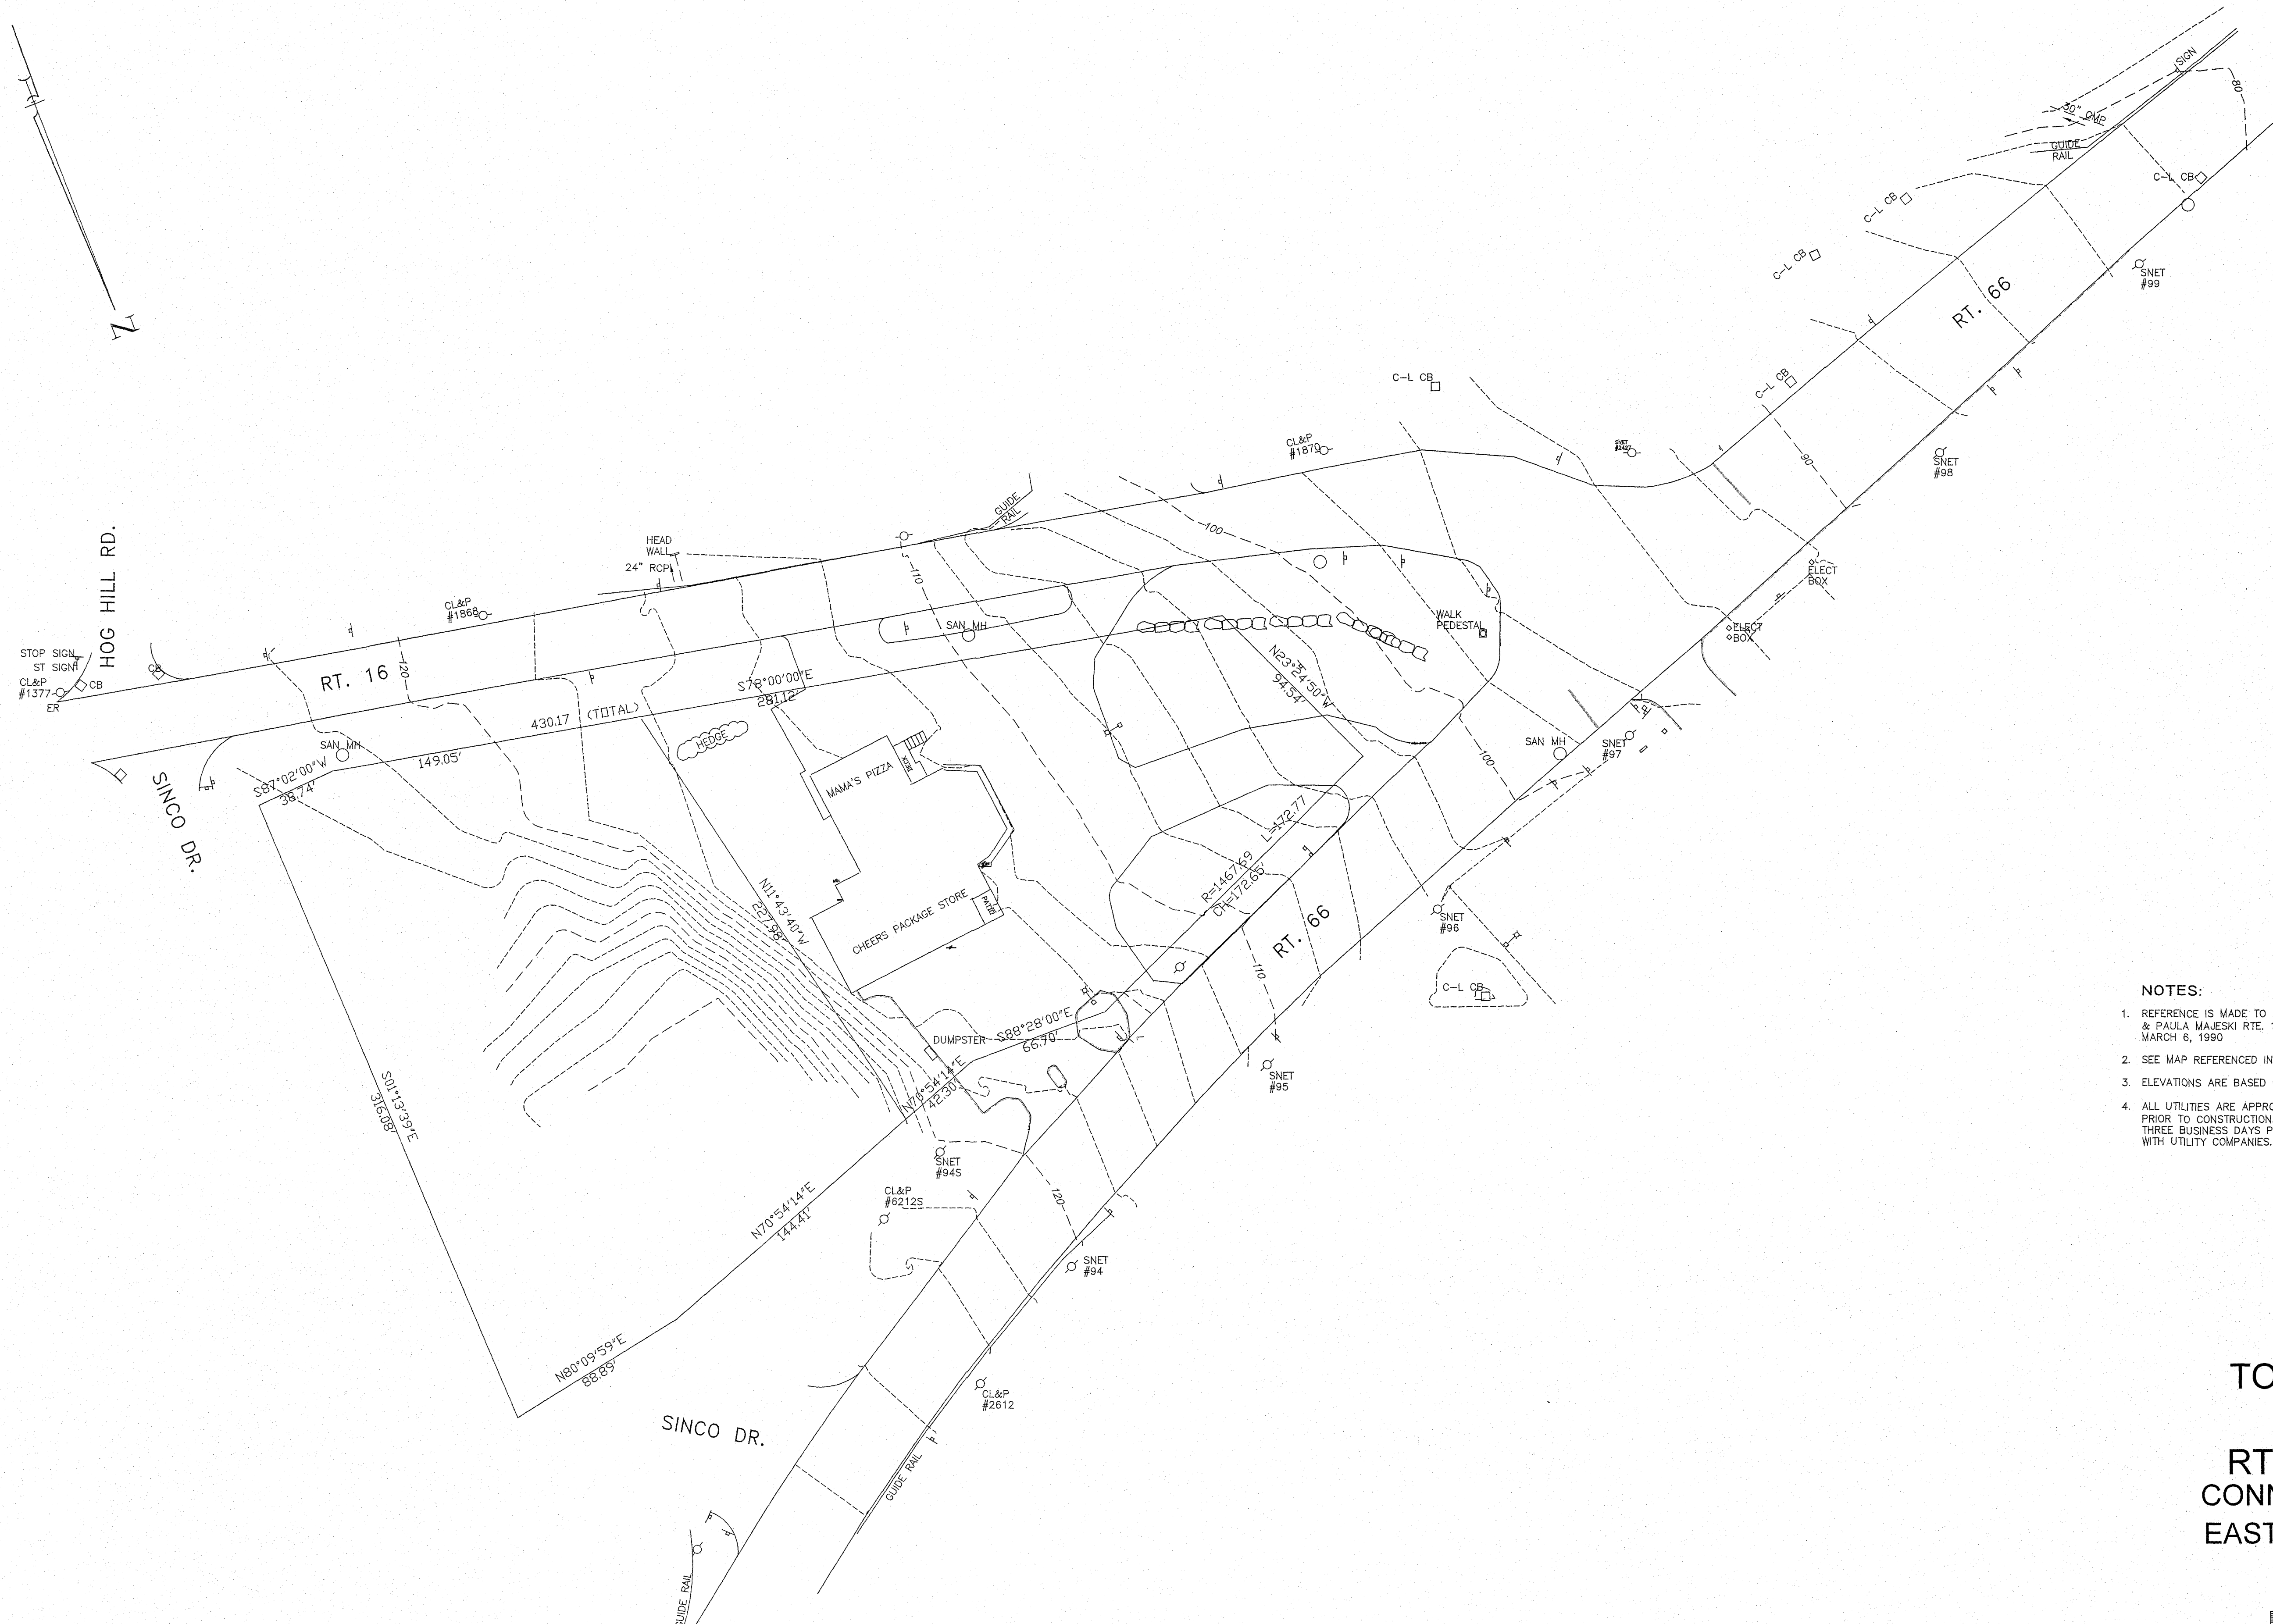 SIGN
80
30" CMP
GUIDE
RAIL
C-L CB
C-L CB
C-L CB
SNET
#99
RT. 66
N
C-L CB
C-L CB
CL&P
#1870
SNET
#2427
90
SNET
#98
GUIDE
RAIL
100
HEAD
WALL
24" RCP
110
HOG HILL RD.
CL&P
#1868
ELECT
BOX
ELECT
BOX
WALK
PEDESTAL
SAN MH
STOP SIGN
ST SIGN
CL&P
#1377
CB
CB
ER
RT. 16
120
S78°00'00"E
281.12'
N23°24'50"W
94.54'
430.17 (TOTAL)
HEDGE
SAN MH
149.05'
S87°02'00"W
38.74'
SINCO DR.
MAMA'S PIZZA
DECK
100
SAN MH
SNET
#97
L=172.77
R=1467.69
CH=172.65'
N11°43'40"W
227.98'
CHEERS PACKAGE STORE
PATIO
RT. 66
110
SNET
#96
C-L CB
DUMPSTER
S88°28'00"E
66.70'
N70°54'14"E
42.30'
SNET
#95
S01°13'39"E
316.08'
SNET
#94S
CL&P
#6212S
120
N70°54'14"E
144.41'
SNET
#94
N80°09'59"E
88.89'
CL&P
#2612
SINCO DR.
GUIDE RAIL
GUIDE RAIL
NOTES:
1. REFERENCE IS MADE TO
& PAULA MAJESKI RTE. 1
MARCH 6, 1990
2. SEE MAP REFERENCED IN
3. ELEVATIONS ARE BASED
4. ALL UTILITIES ARE APPRO
PRIOR TO CONSTRUCTION.
THREE BUSINESS DAYS P
WITH UTILITY COMPANIES.
TO
RT
CONN
EAST